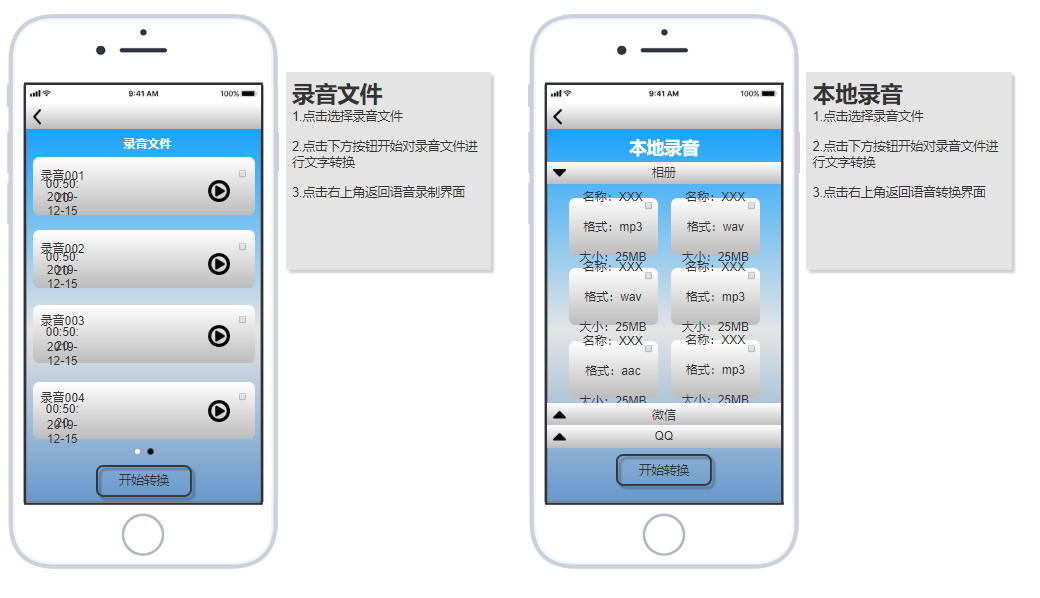 9:41 AM
100%
录音文件
录音001
00:50:
20
2019-
12-15
录音002
00:50:
20
2019-
12-15
录音003
00:50:
20
2019-
12-15
录音004
00:50:
20
2019-
12-15
开始转换
录音文件
1.点击选择录音文件
2.点击下方按钮开始对录音文件进
行文字转换
3.点击右上角返回语音录制界面
9:41 AM
100%
本地录音
相册
名称：XXX
格式：mp3
大小：25MB
名称：XXX
格式：wav
大小：25MB
名称：XXX
格式：wav
大小：25MB
名称：XXX
格式：mp3
大小：25MB
名称：XXX
格式：aac
大小：25MB
名称：XXX
格式：mp3
大小：25MB
微信
QQ
开始转换
本地录音
1.点击选择录音文件
2.点击下方按钮开始对录音文件进
行文字转换
3.点击右上角返回语音转换界面